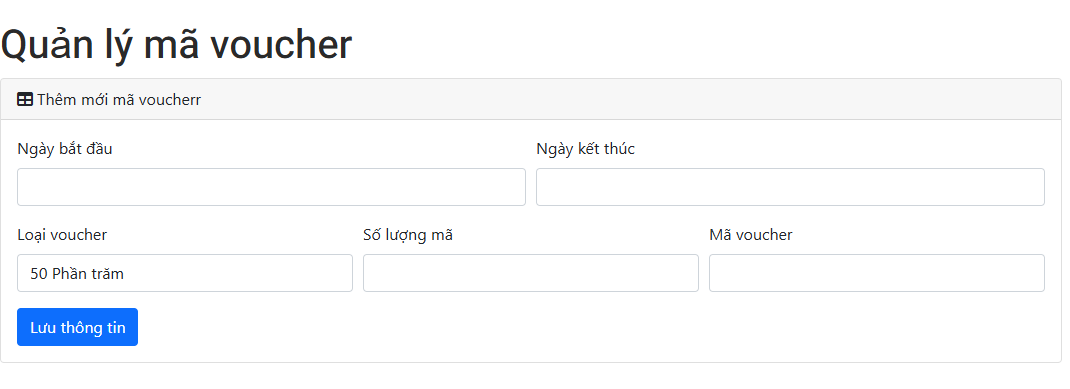 Quản lý mã voucher
Thêm mới mã voucherr
Ngày bắt đầu Ngày kết thúc
Loại voucher Số lượng mã Mã voucher
50 Phần trăm
Lưu thông tin